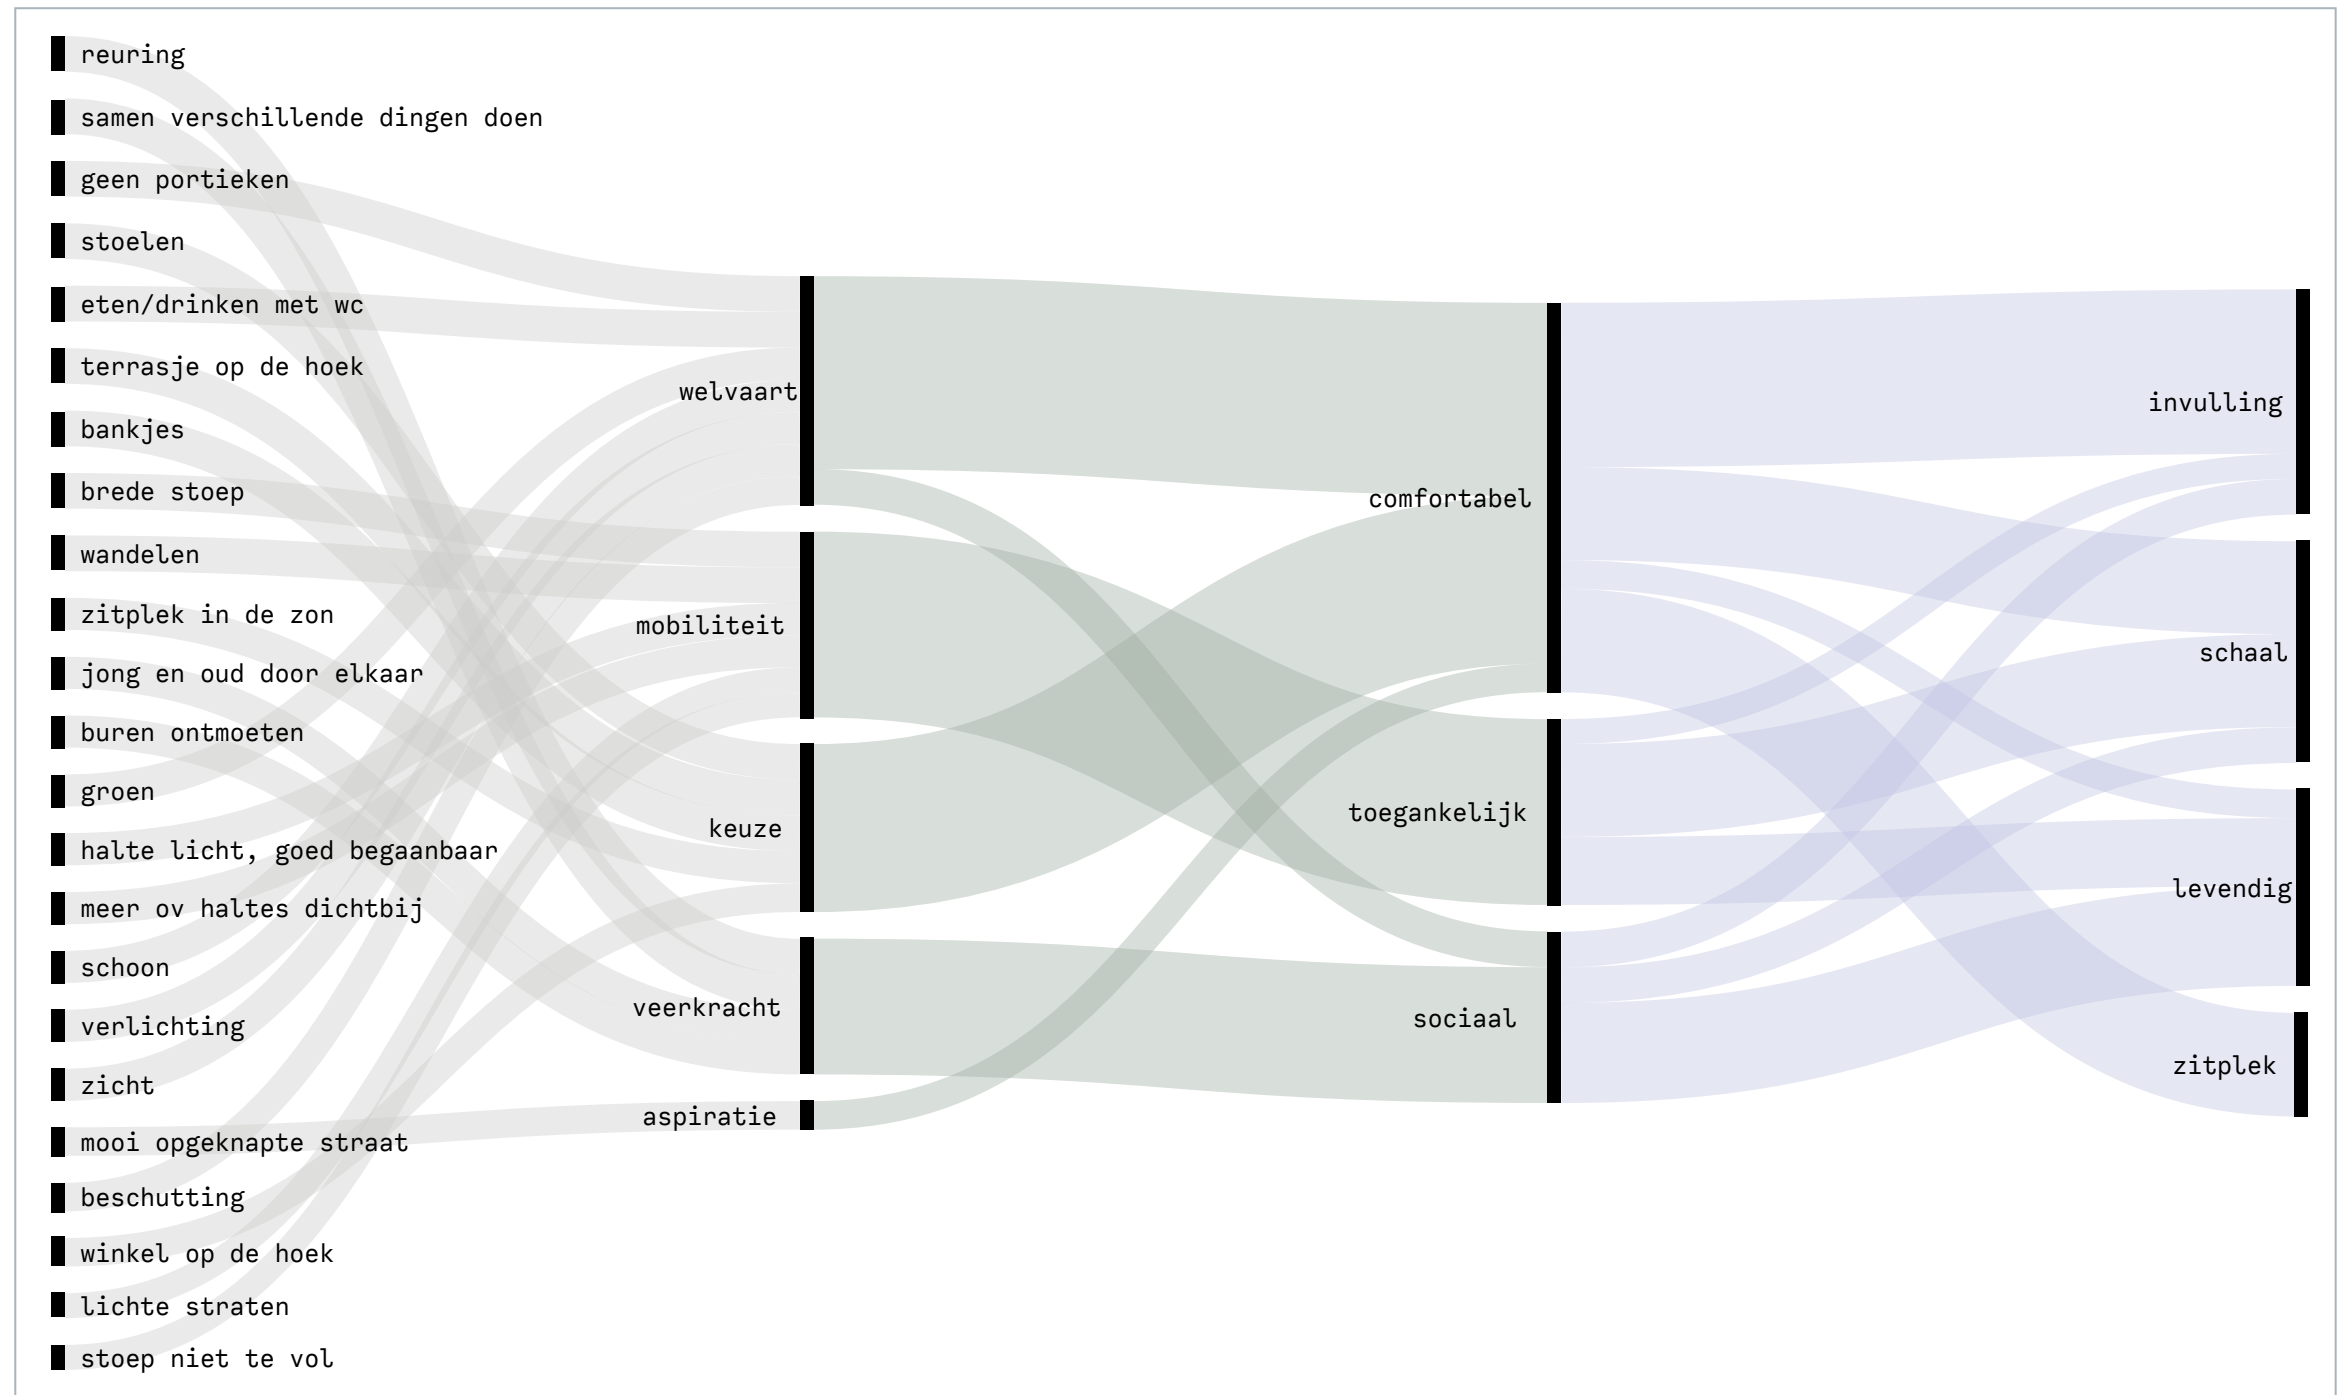 reuring
samen verschillende dingen doen
geen portieken
stoelen
eten/drinken met wc
terrasje op de hoek
bankjes
brede stoep
wandelen
zitplek in de zon
jong en oud door elkaar
buren ontmoeten
groen
halte licht, goed begaanbaar
meer ov haltes dichtbij
schoon
verlichting
zicht
mooi opgeknapte straat
beschutting
winkel op de hoek
lichte straten
stoep niet te vol
welvaart
mobiliteit
keuze
veerkracht
aspiratie
comfortabel
toegankelijk
sociaal
invulling
schaal
levendig
zitplek